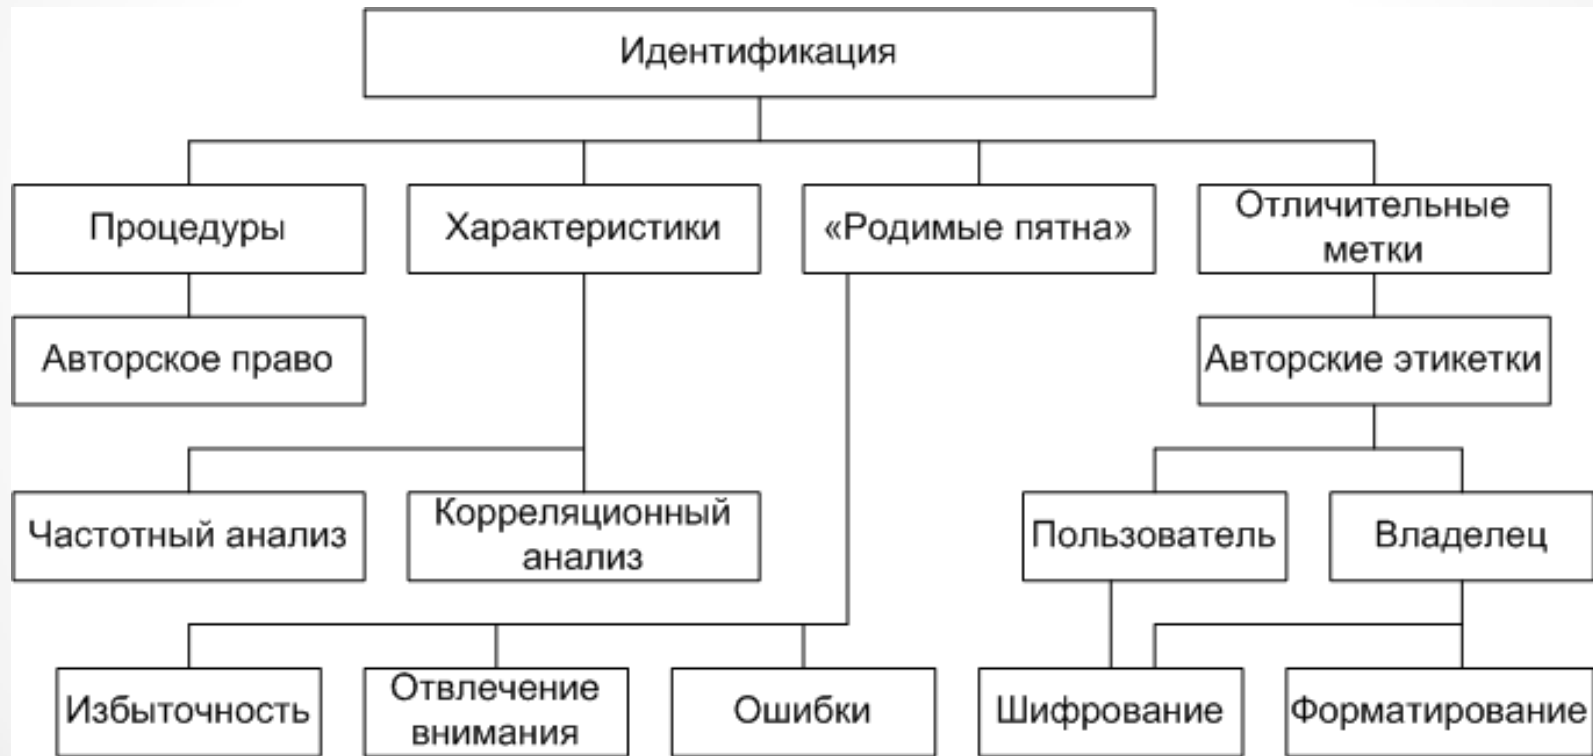 Идентификация
Процедуры
Характеристики
«Родимые пятна»
Отличительные
метки
Авторское право
Авторские этикетки
Частотный анализ
Корреляционный
анализ
Пользователь
Владелец
Избыточность
Отвлечение
внимания
Ошибки
Шифрование
Форматирование